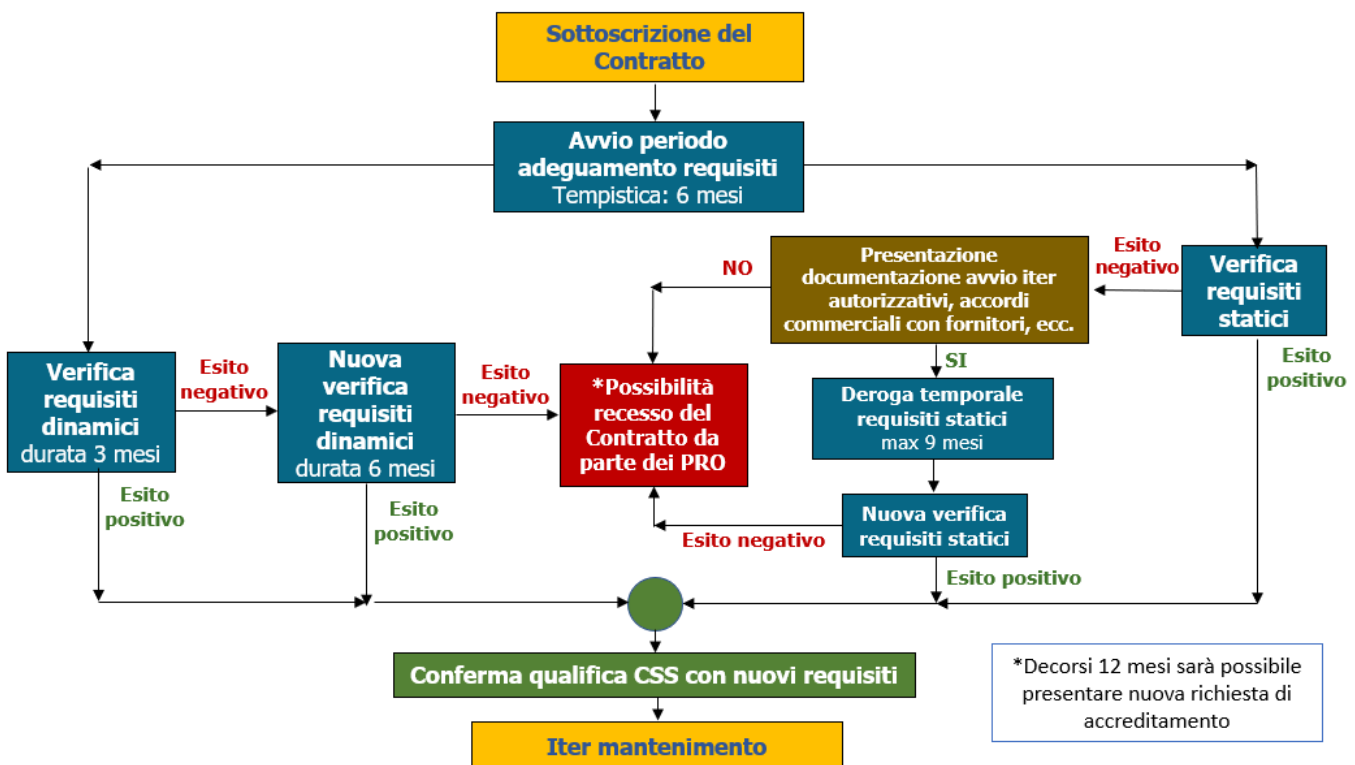 Sottoscrizione del
Contratto
Avvio periodo
adeguamento requisiti
Tempistica: 6 mesi
Presentazione
documentazione avvio iter
autorizzativi, accordi
commerciali con fornitori, ecc.
NO
Esito
negativo
Verifica
requisiti
statici
SI
Esito
positivo
Verifica
requisiti
dinamici
durata 3 mesi
Esito
negativo
Nuova
verifica
requisiti
dinamici
durata 6 mesi
Esito
negativo
*Possibilità
recesso del
Contratto da
parte dei PRO
Deroga temporale
requisiti statici
max 9 mesi
Esito
positivo
Esito
positivo
Esito negativo
Nuova verifica
requisiti statici
Esito positivo
Conferma qualifica CSS con nuovi requisiti
Iter mantenimento
*Decorsi 12 mesi sarà possibile
presentare nuova richiesta di
accreditamento